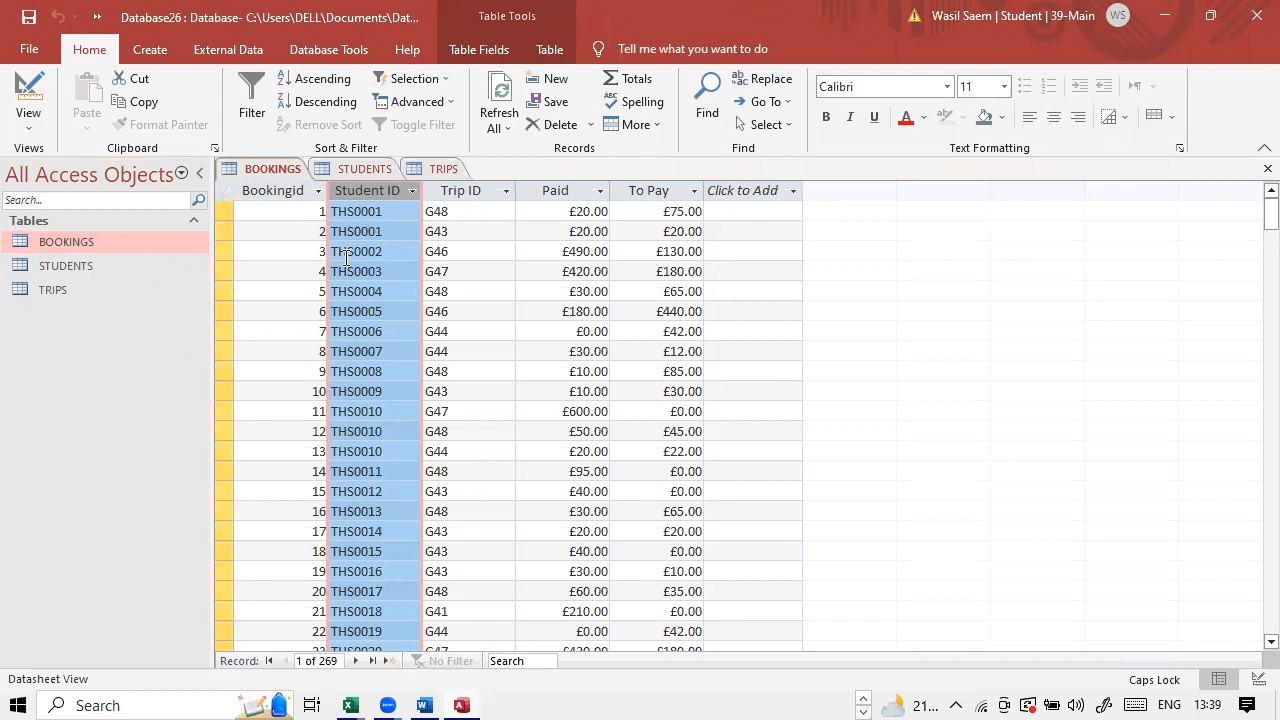 Database26 : Database- C:\Users\DELL\Documents\Dat...
Table Tools
Wasil Saem | Student | 39-Main
WS
File
Home
Create
External Data
Database Tools
Help
Table Fields
Table
Tell me what you want to do
View
Views
Paste
Cut
Copy
Format Painter
Clipboard
Filter
Ascending
Descending
Remove Sort
Selection
Advanced
Toggle Filter
Sort & Filter
Refresh
All
New
Save
Delete
Totals
Spelling
More
Records
Find
Replace
Go To
Select
Find
Calibri
11
B I U A
Text Formatting
All Access Objects
Search...
Tables
BOOKINGS
STUDENTS
TRIPS
BOOKINGS STUDENTS TRIPS
Bookingid Student ID Trip ID Paid To Pay Click to Add
1 THS0001 G48 £20.00 £75.00
2 THS0001 G43 £20.00 £20.00
3 THS0002 G46 £490.00 £130.00
4 THS0003 G47 £420.00 £180.00
5 THS0004 G48 £30.00 £65.00
6 THS0005 G46 £180.00 £440.00
7 THS0006 G44 £0.00 £42.00
8 THS0007 G44 £30.00 £12.00
9 THS0008 G48 £10.00 £85.00
10 THS0009 G43 £10.00 £30.00
11 THS0010 G47 £600.00 £0.00
12 THS0010 G48 £50.00 £45.00
13 THS0010 G44 £20.00 £22.00
14 THS0011 G48 £95.00 £0.00
15 THS0012 G43 £40.00 £0.00
16 THS0013 G48 £30.00 £65.00
17 THS0014 G43 £20.00 £20.00
18 THS0015 G43 £40.00 £0.00
19 THS0016 G43 £30.00 £10.00
20 THS0017 G48 £60.00 £35.00
21 THS0018 G41 £210.00 £0.00
22 THS0019 G44 £0.00 £42.00
Record: 1 of 269 No Filter Search
Datasheet View
Caps Lock
Search
21...
ENG
13:39